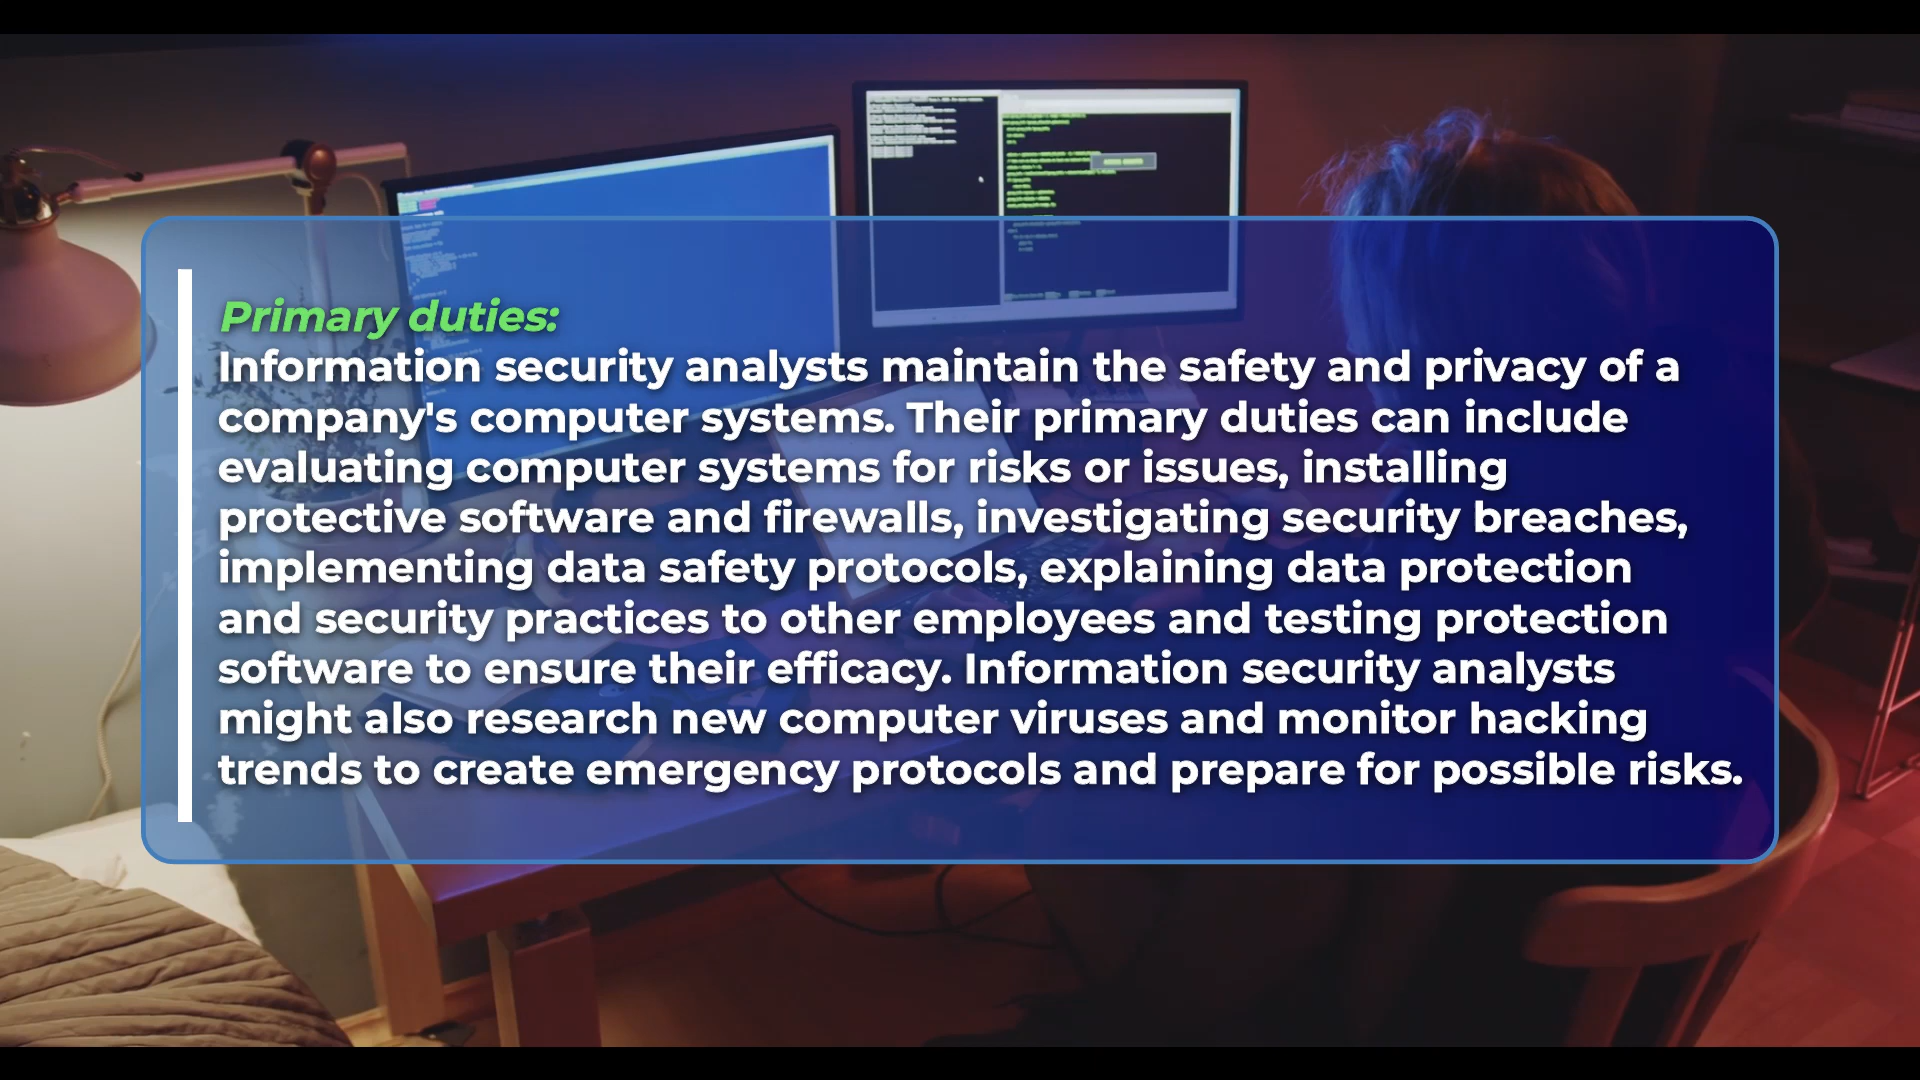 Primary duties:
Information security analysts maintain the safety and privacy of a
company's computer systems. Their primary duties can include
evaluating computer systems for risks or issues, installing
protective software and firewalls, investigating security breaches,
implementing data safety protocols, explaining data protection
and security practices to other employees and testing protection
software to ensure their efficacy. Information security analysts
might also research new computer viruses and monitor hacking
trends to create emergency protocols and prepare for possible risks.